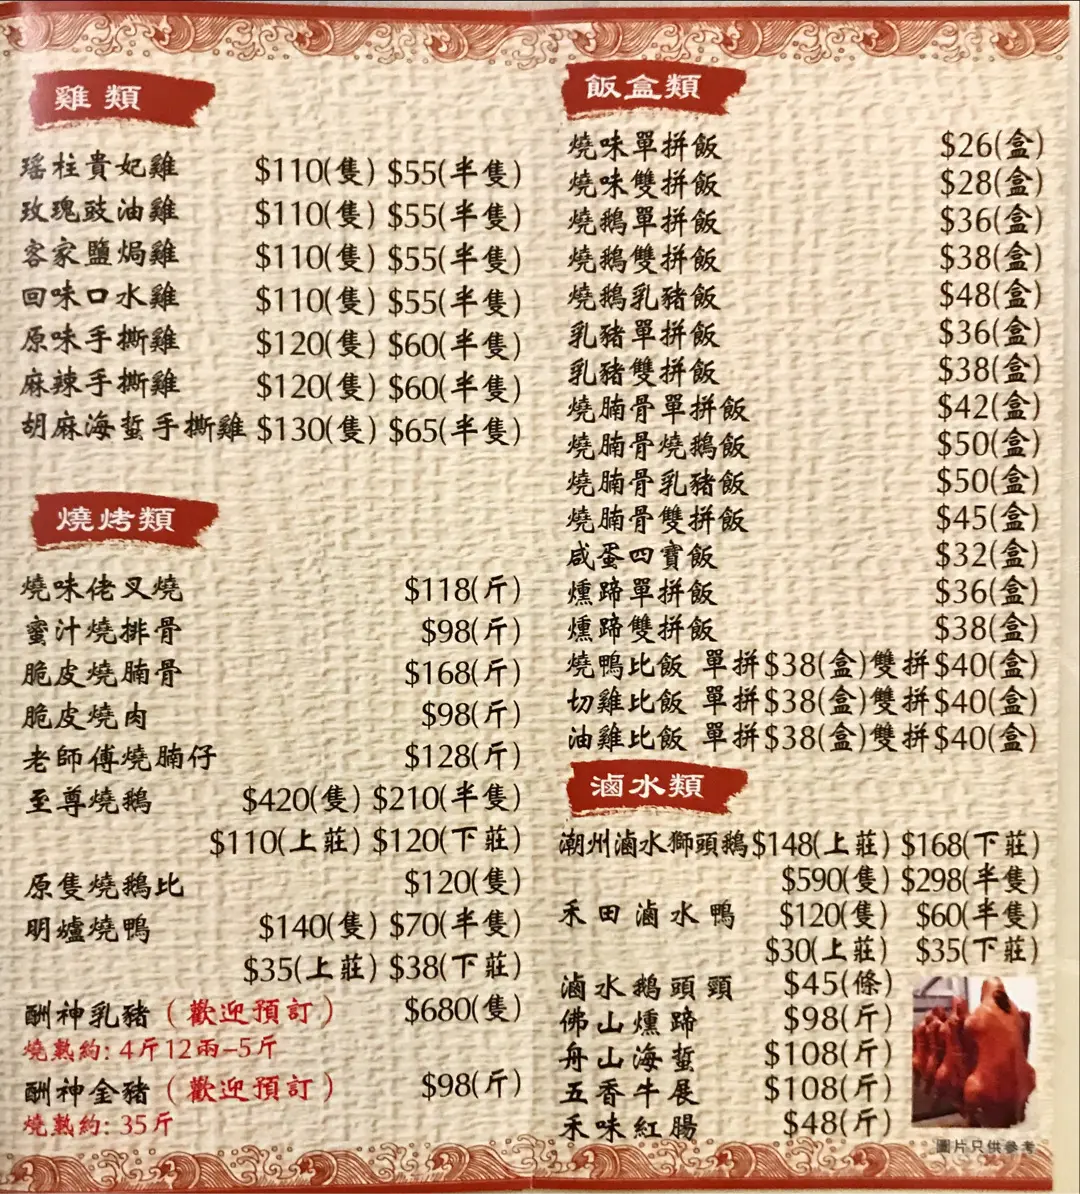 雞類
瑤柱貴妃雞 $110(隻) $55(半隻)
玫瑰豉油雞 $110(隻) $55(半隻)
客家鹽焗雞 $110(隻) $55(半隻)
回味口水雞 $110(隻) $55(半隻)
原味手撕雞 $120(隻) $60(半隻)
麻辣手撕雞 $120(隻) $60(半隻)
胡麻海蜇手撕雞 $130(隻) $65(半隻)
燒烤類
燒味佬叉燒 $118(斤)
蜜汁燒排骨 $98(斤)
脆皮燒腩骨 $168(斤)
脆皮燒肉 $98(斤)
老師傅燒腩仔 $128(斤)
至尊燒鵝 $420(隻) $210(半隻)
$110(上莊) $120(下莊)
原隻燒鵝比 $120(隻)
明爐燒鴨 $140(隻) $70(半隻)
$35(上莊) $38(下莊)
酬神乳豬(歡迎預訂) $680(隻)
燒熟約: 4斤12兩–5斤
酬神金豬(歡迎預訂) $98(斤)
燒熟約: 35斤
飯盒類
燒味單拼飯 $26(盒)
燒味雙拼飯 $28(盒)
燒鵝單拼飯 $36(盒)
燒鵝雙拼飯 $38(盒)
燒鵝乳豬飯 $48(盒)
乳豬單拼飯 $36(盒)
乳豬雙拼飯 $38(盒)
燒腩骨單拼飯 $42(盒)
燒腩骨燒鵝飯 $50(盒)
燒腩骨乳豬飯 $50(盒)
燒腩骨雙拼飯 $45(盒)
咸蛋四寶飯 $32(盒)
燻蹄單拼飯 $36(盒)
燻蹄雙拼飯 $38(盒)
燒鴨比飯 單拼$38(盒)雙拼$40(盒)
切雞比飯 單拼$38(盒)雙拼$40(盒)
油雞比飯 單拼$38(盒)雙拼$40(盒)
滷水類
潮州滷水獅頭鵝$148(上莊) $168(下莊)
$590(隻) $298(半隻)
禾田滷水鴨 $120(隻) $60(半隻)
$30(上莊) $35(下莊)
滷水鵝頭頸 $45(條)
佛山燻蹄 $98(斤)
舟山海蜇 $108(斤)
五香牛展 $108(斤)
禾味紅腸 $48(斤)
圖片只供參考